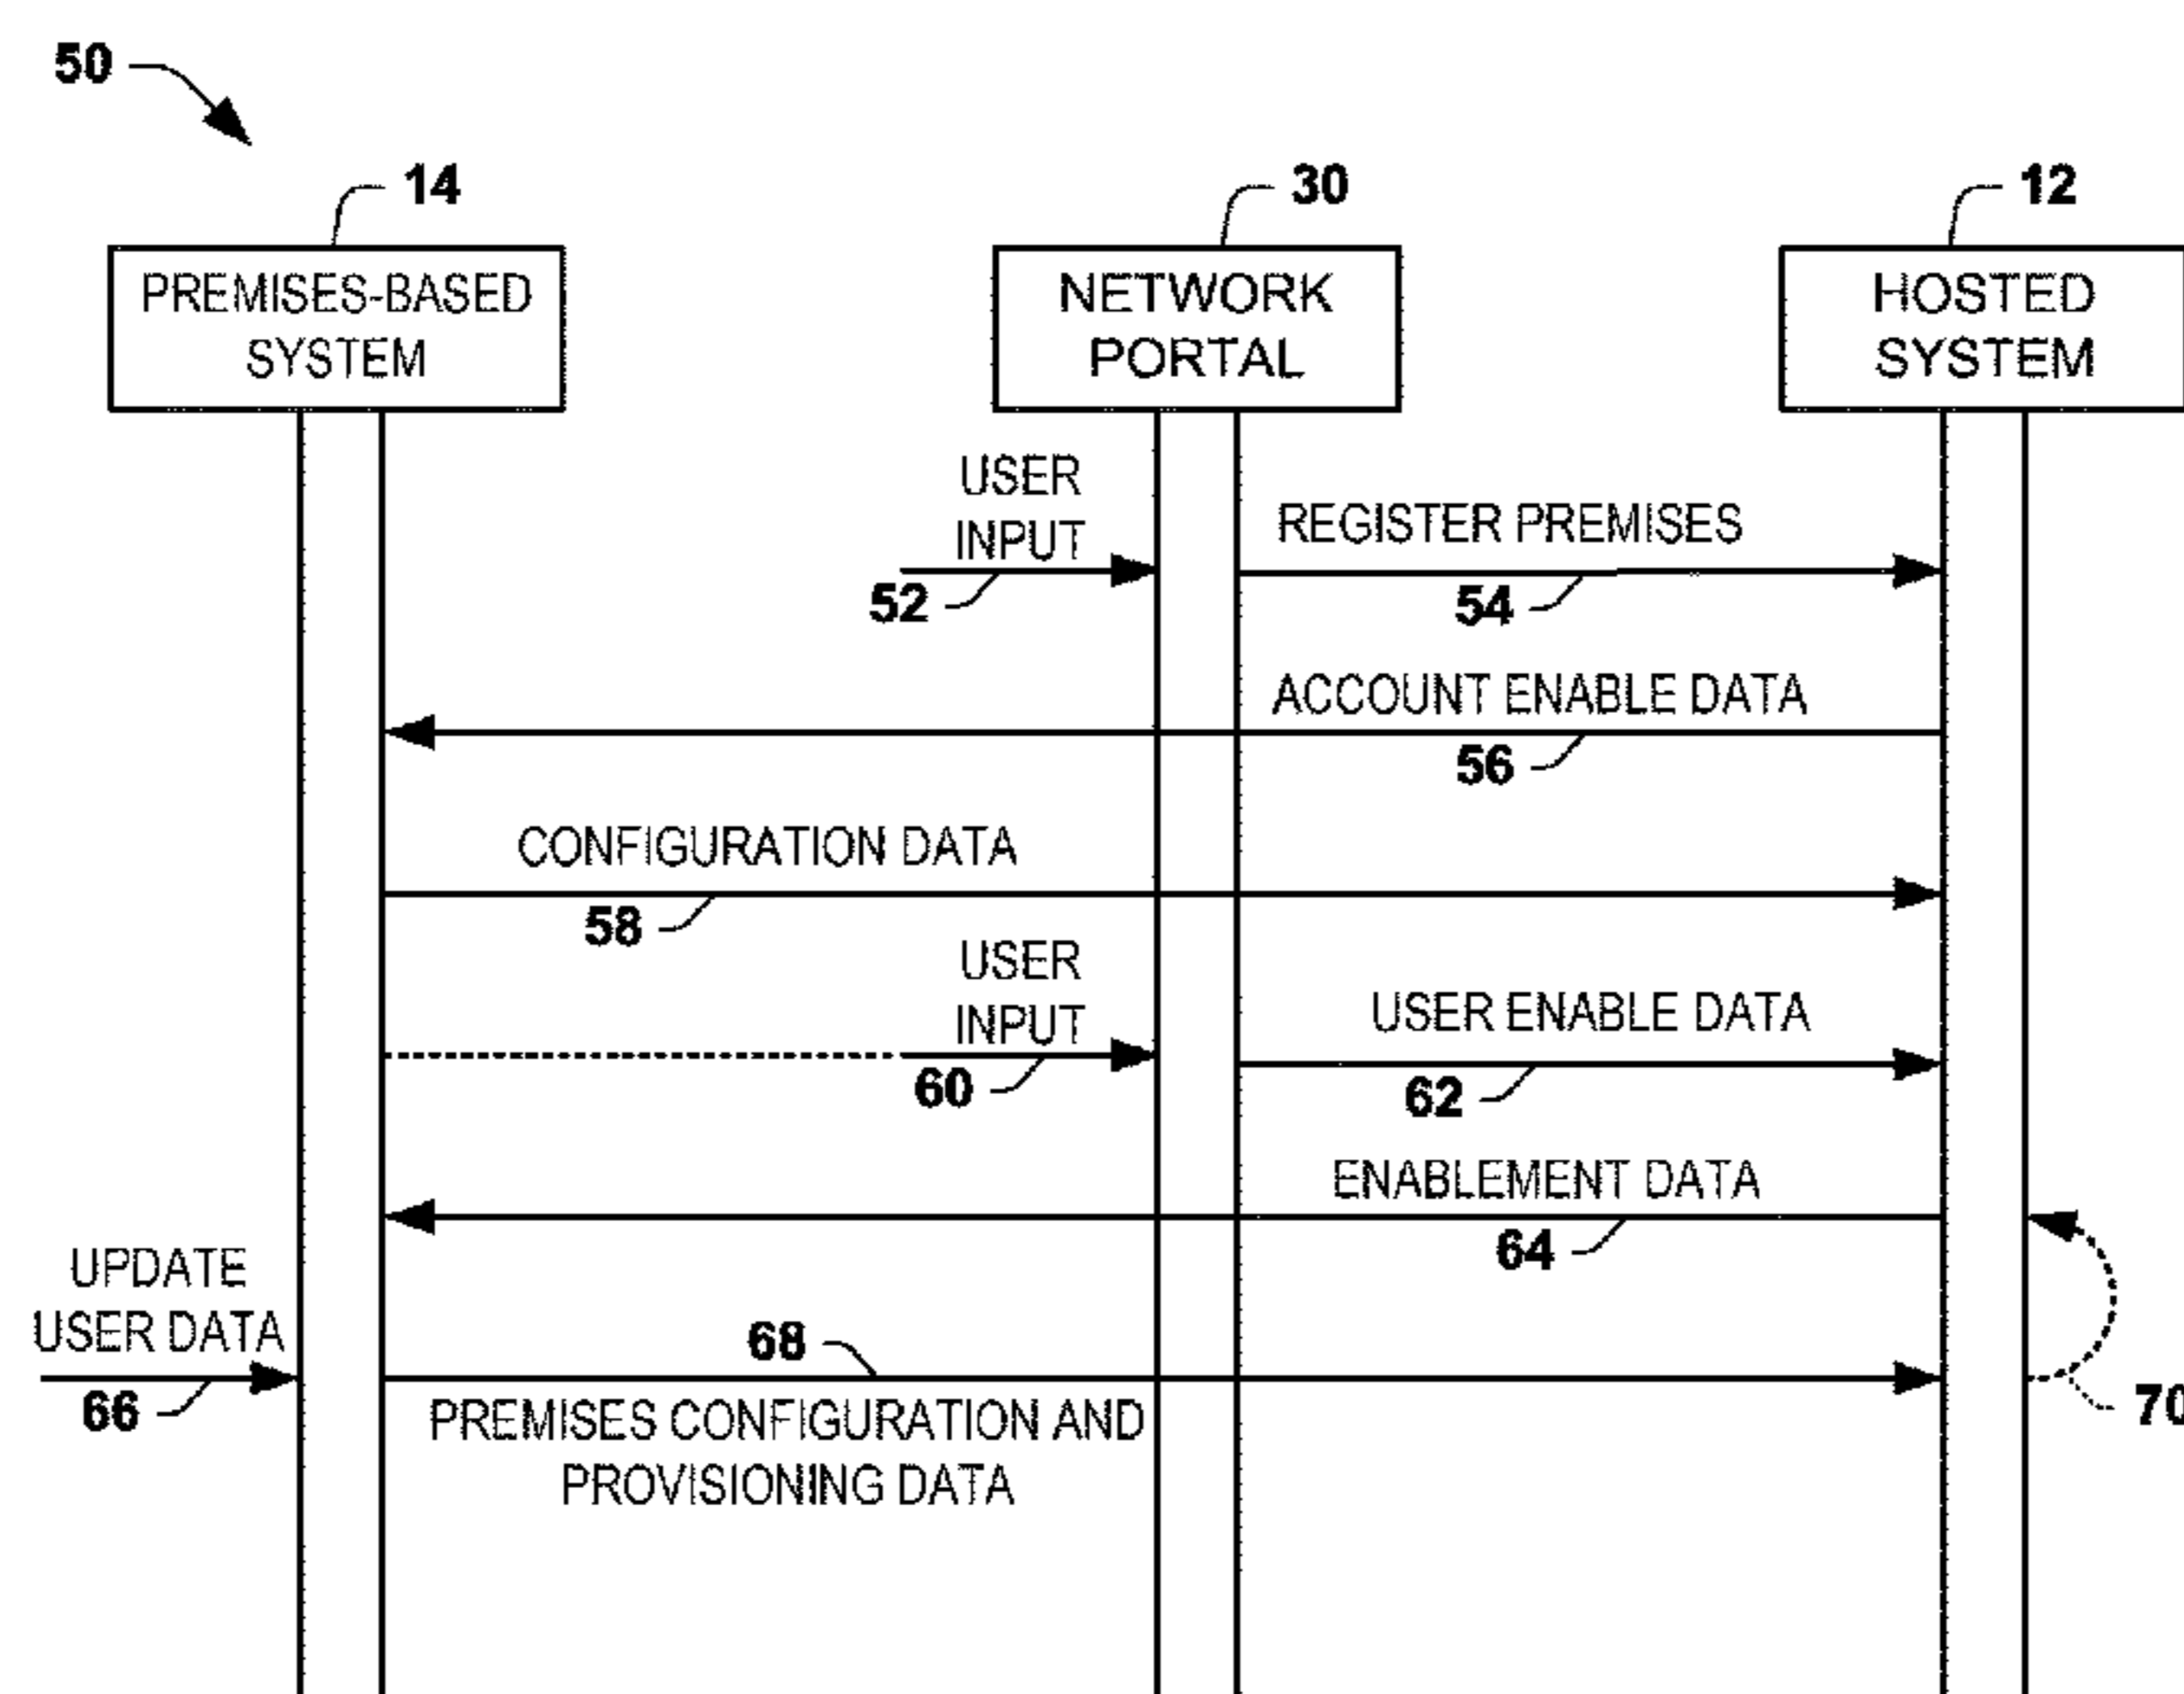 50
14
30
12
PREMISES-BASED
SYSTEM
NETWORK
PORTAL
HOSTED
SYSTEM
USER
INPUT
52
REGISTER PREMISES
54
ACCOUNT ENABLE DATA
56
CONFIGURATION DATA
58
USER
INPUT
60
USER ENABLE DATA
62
ENABLEMENT DATA
64
UPDATE
USER DATA
66
68
PREMISES CONFIGURATION AND
PROVISIONING DATA
70